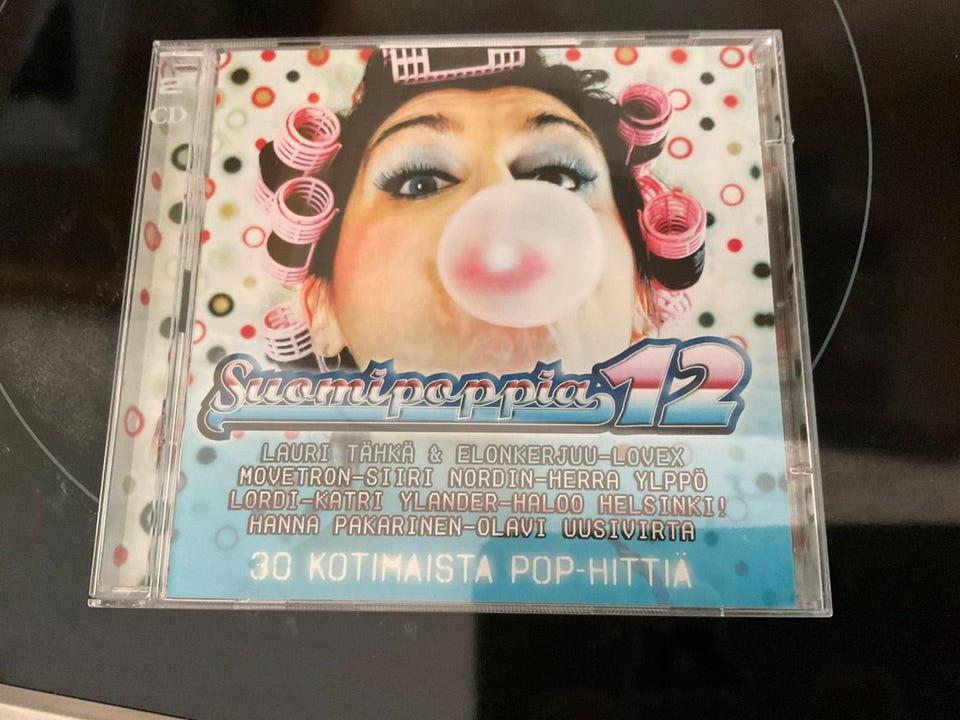 2 CD
Suomipoppia 12
LAURI TÄHKÄ & ELONKERJUU-LOVEX
MOVETRON-SIIRI NORDIN-HERRA YLPPÖ
LORDI-KATRI YLANDER-HALOO HELSINKI!
HANNA PAKARINEN-OLAVI UUSIVIRTA
30 KOTIMAISTA POP-HITTIÄ